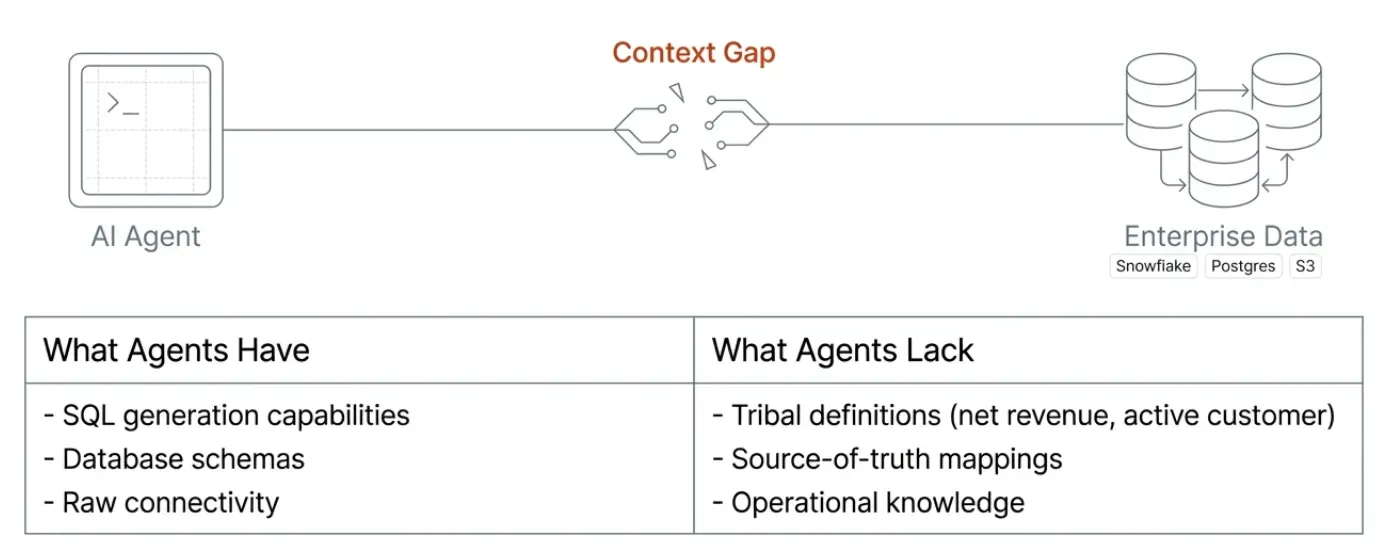 Context Gap
>_
AI Agent
Enterprise Data
Snowfiake Postgres S3
What Agents Have
What Agents Lack
- SQL generation capabilities
- Database schemas
- Raw connectivity
- Tribal definitions (net revenue, active customer)
- Source-of-truth mappings
- Operational knowledge